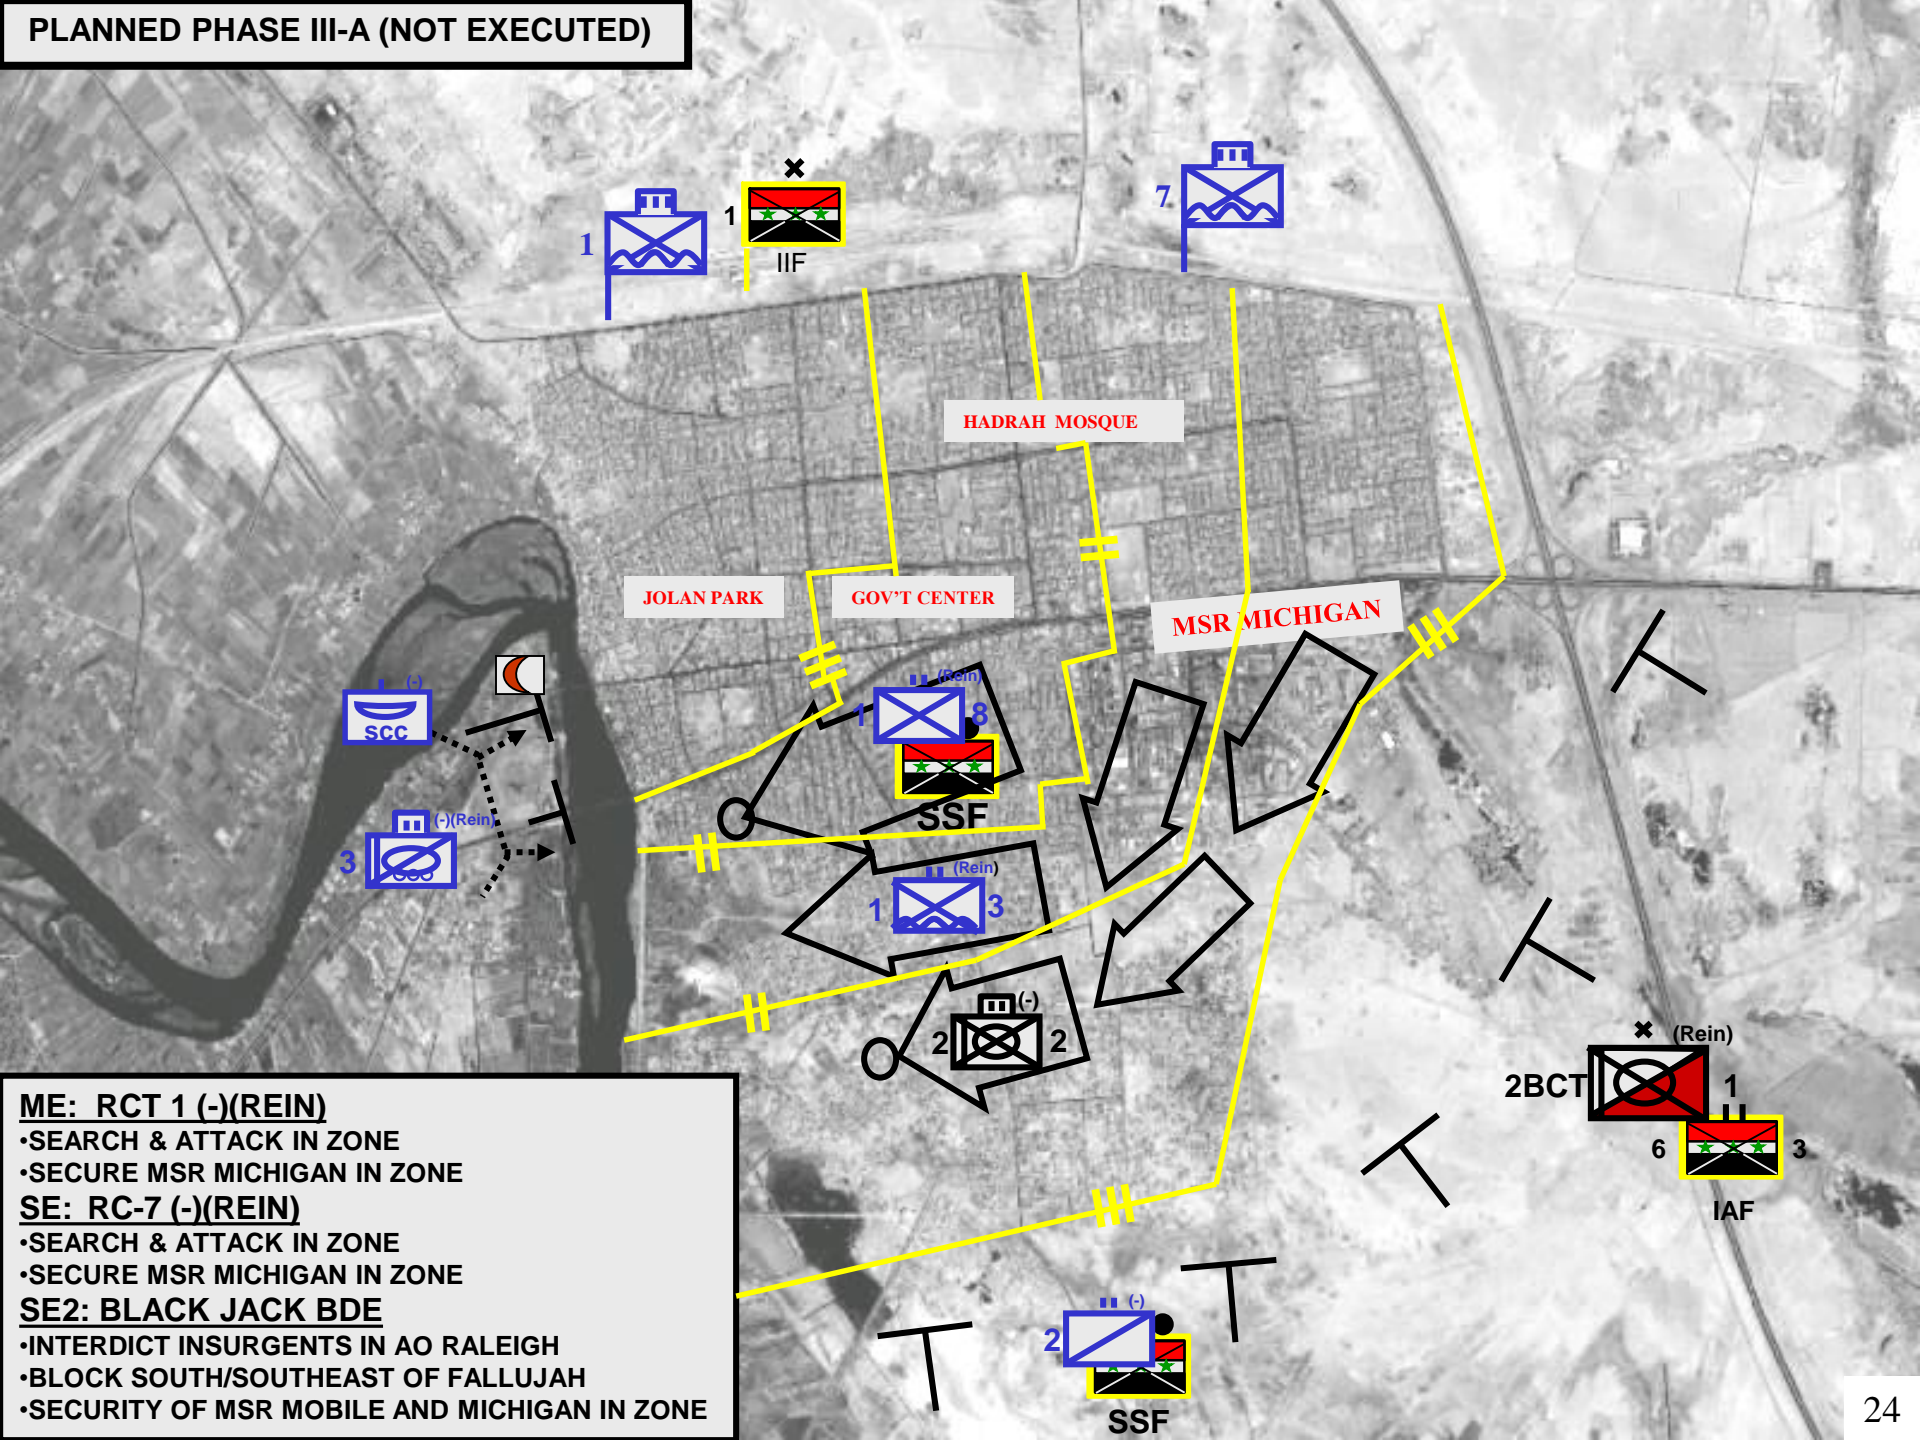 PLANNED PHASE III-A (NOT EXECUTED)
7
1
1
IIF
HADRAH  MOSQUE
JOLAN PARK
GOV'T CENTER
MSR MICHIGAN
(-)
SCC
(Rein)
1
8
SSF
(-)(Rein)
3
(Rein)
1
3
(-)
2
2
(Rein)
2BCT
1
6
3
IAF
(-)
2
SSF
ME:  RCT 1 (-)(REIN)
•SEARCH & ATTACK IN ZONE
•SECURE MSR MICHIGAN IN ZONE
SE:  RC-7 (-)(REIN)
•SEARCH & ATTACK IN ZONE
•SECURE MSR MICHIGAN IN ZONE
SE2: BLACK JACK BDE
•INTERDICT INSURGENTS IN AO RALEIGH
•BLOCK SOUTH/SOUTHEAST OF FALLUJAH
•SECURITY OF MSR MOBILE AND MICHIGAN IN ZONE
24